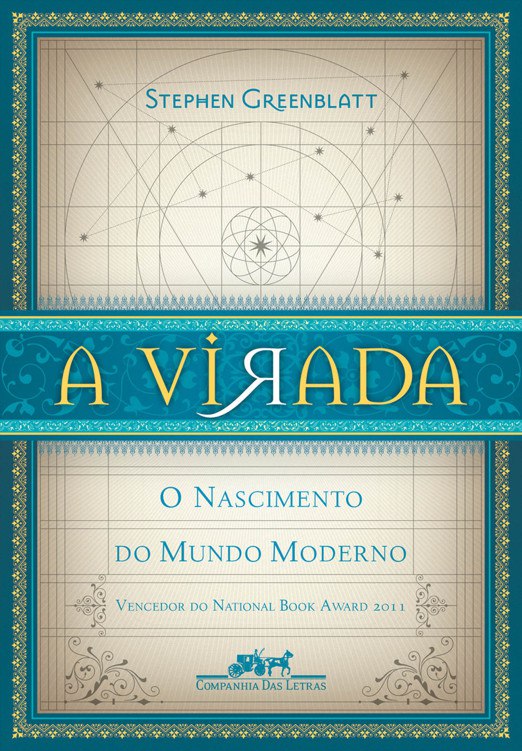 Stephen Greenblatt
A VIRADA
O Nascimento
do Mundo Moderno
Vencedor do National Book Award 2011
Companhia Das Letras